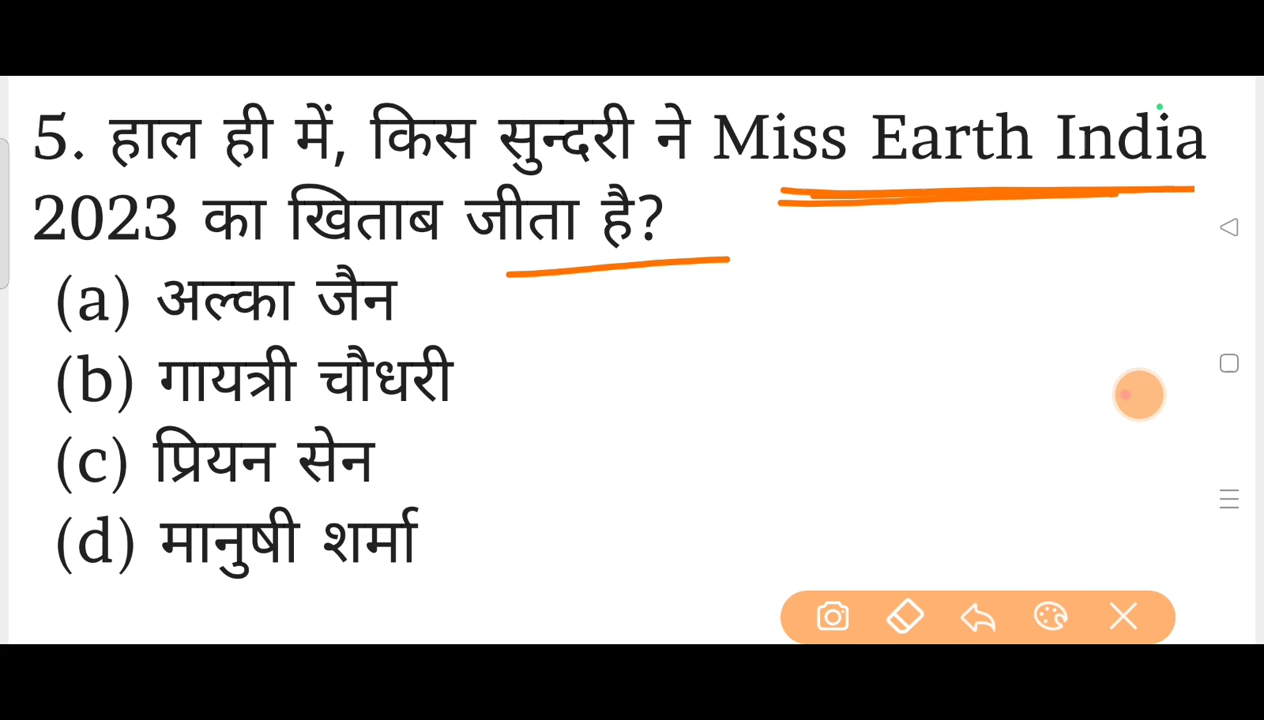 5. हाल ही में, किस सुन्दरी ने Miss Earth India
2023 का खिताब जीता है?
(a) अल्का जैन
(b) गायत्री चौधरी
(c) प्रियन सेन
(d) मानुषी शर्मा